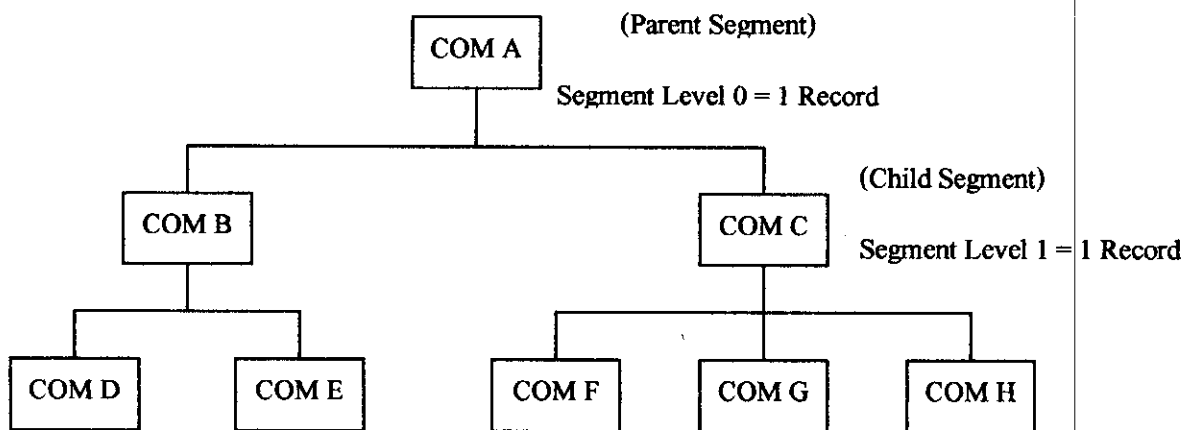 (Parent Segment)
COM A
Segment Level 0 = 1 Record
(Child Segment)
COM B
COM C
Segment Level 1 = 1 Record
COM D
COM E
COM F
COM G
COM H